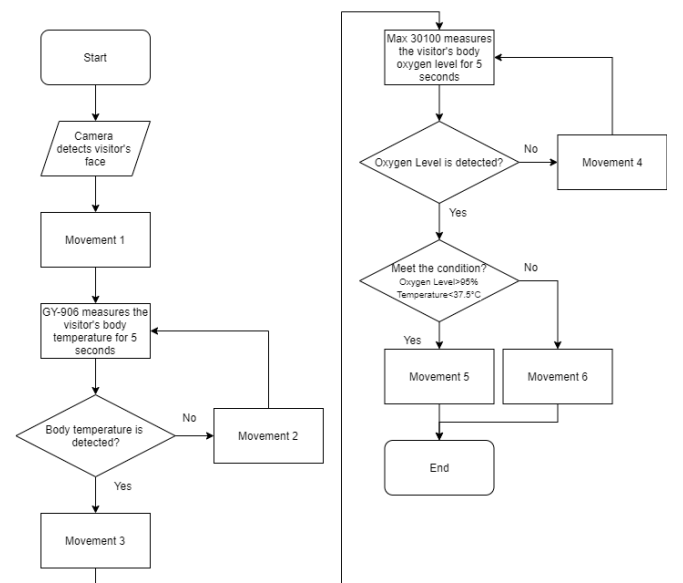 Start
Camera
detects visitor's
face
Movement 1
GY-906 measures the
visitor's body
temperature for 5
seconds
Body temperature is
detected?
No
Movement 2
Yes
Movement 3
Max 30100 measures
the visitor's body
oxygen level for 5
seconds
Oxygen Level is detected?
No
Movement 4
Yes
Meet the condition?
Oxygen Level>95%
Temperature<37.5°C
No
Yes
Movement 5
Movement 6
End